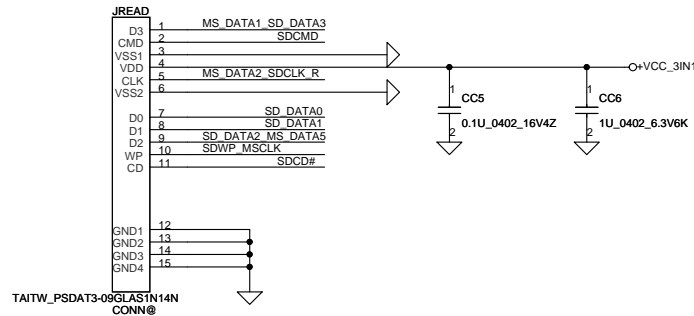 JREAD
D3 1 MS_DATA1_SD_DATA3
CMD 2 SDCMD
VSS1 3
VDD 4 +VCC_3IN1
CLK 5 MS_DATA2_SDCLK_R
VSS2 6
D0 7 SD_DATA0
D1 8 SD_DATA1
D2 9 SD_DATA2_MS_DATA5
WP 10 SDWP_MSCLK
CD 11 SDCD#
GND1 12
GND2 13
GND3 14
GND4 15
TAITW_PSDAT3-09GLAS1N14N
CONN@
1
CC5
0.1U_0402_16V4Z
2
1
CC6
1U_0402_6.3V6K
2